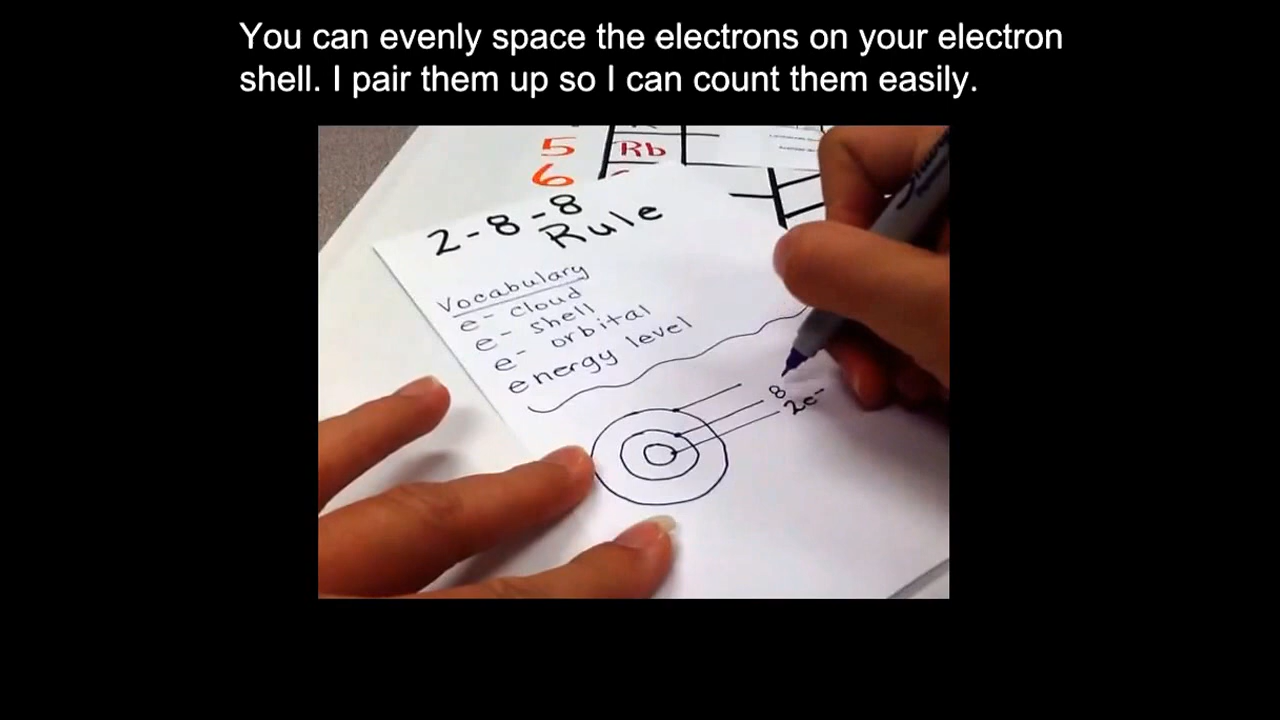 You can evenly space the electrons on your electron
shell. I pair them up so I can count them easily.
5
Rb
6
2-8-8
Rule
Vocabulary
e- cloud
e- shell
e- orbital
energy level
8
2e-